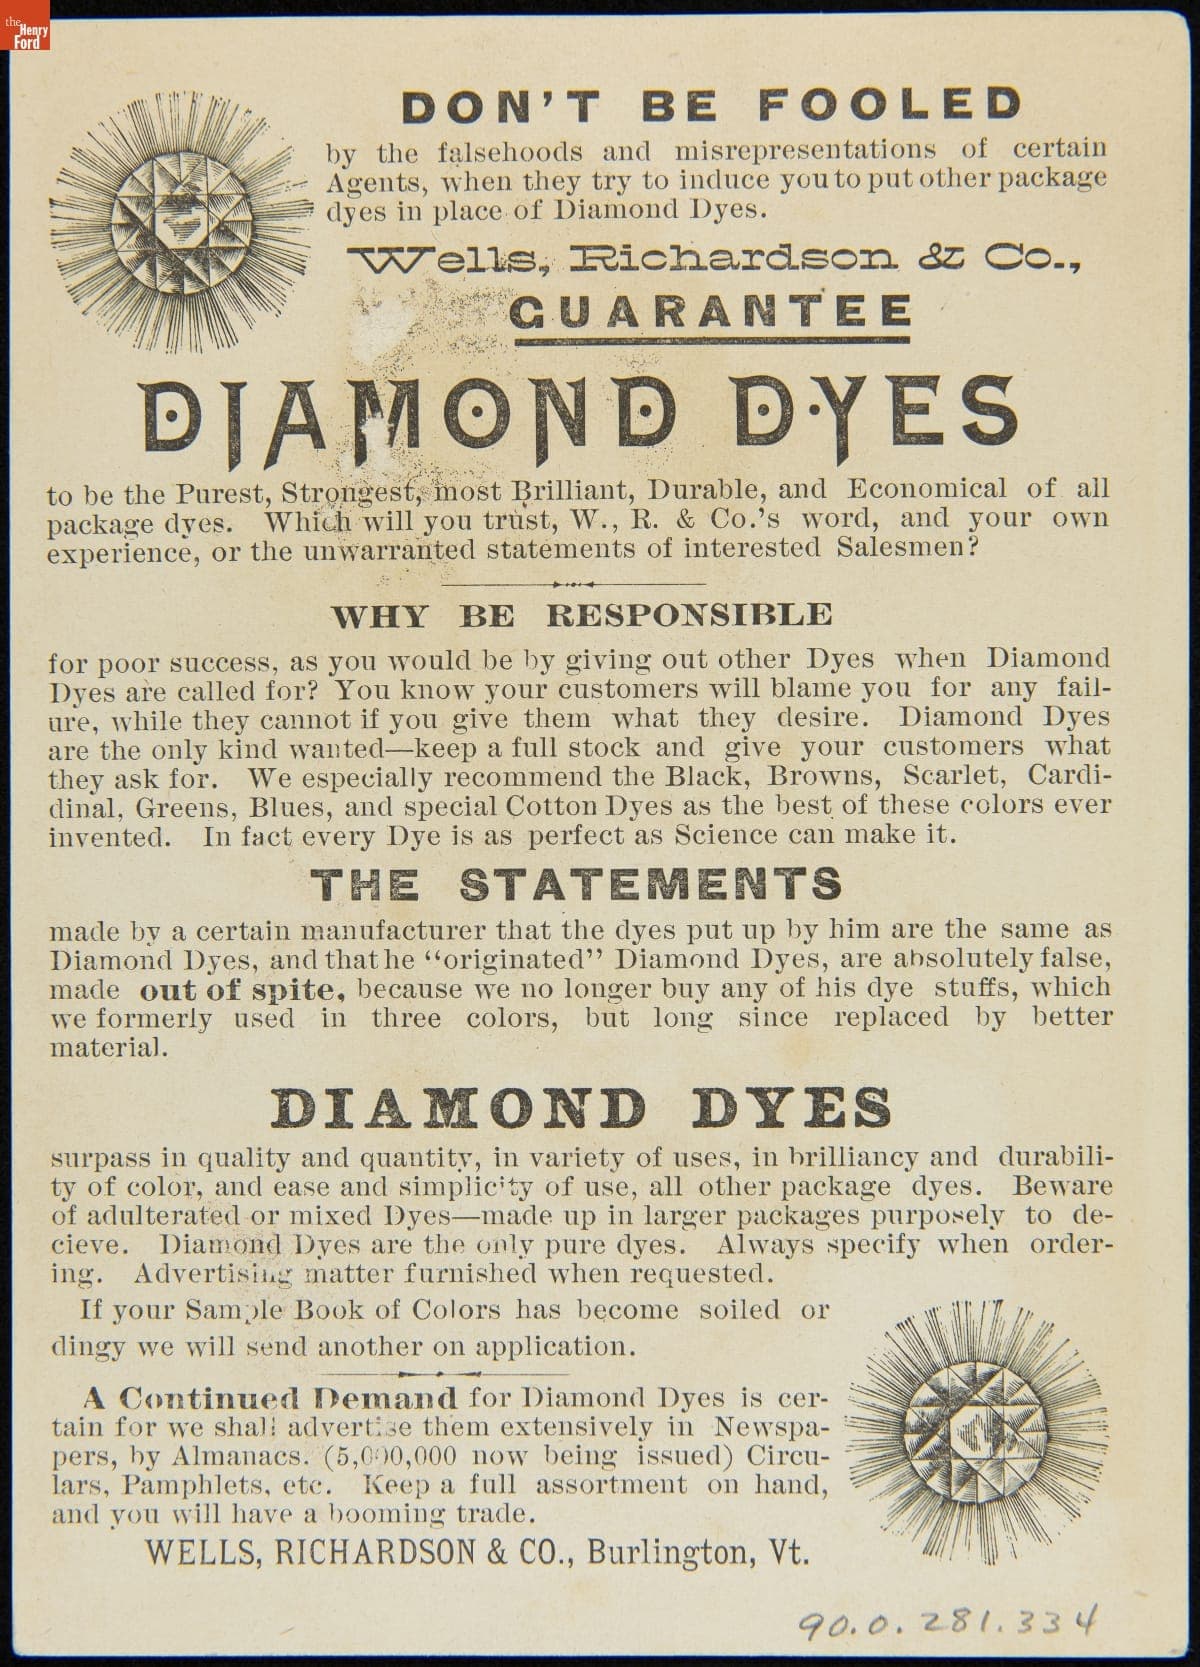 the
Henry
Ford
DON'T BE FOOLED
by the falsehoods and misrepresentations of certain
Agents, when they try to induce you to put other package
dyes in place of Diamond Dyes.
Wells, Richardson & Co.,
GUARANTEE
DIAMOND DYES
to be the Purest, Strongest, most Brilliant, Durable, and Economical of all
package dyes. Which will you trust, W., R. & Co.'s word, and your own
experience, or the unwarranted statements of interested Salesmen?
WHY BE RESPONSIBLE
for poor success, as you would be by giving out other Dyes when Diamond
Dyes are called for? You know your customers will blame you for any fail-
ure, while they cannot if you give them what they desire. Diamond Dyes
are the only kind wanted—keep a full stock and give your customers what
they ask for. We especially recommend the Black, Browns, Scarlet, Cardi-
dinal, Greens, Blues, and special Cotton Dyes as the best of these colors ever
invented. In fact every Dye is as perfect as Science can make it.
THE STATEMENTS
made by a certain manufacturer that the dyes put up by him are the same as
Diamond Dyes, and that he "originated" Diamond Dyes, are absolutely false,
made out of spite, because we no longer buy any of his dye stuffs, which
we formerly used in three colors, but long since replaced by better
material.
DIAMOND DYES
surpass in quality and quantity, in variety of uses, in brilliancy and durabili-
ty of color, and ease and simplicity of use, all other package dyes. Beware
of adulterated or mixed Dyes—made up in larger packages purposely to de-
cieve. Diamond Dyes are the only pure dyes. Always specify when order-
ing. Advertising matter furnished when requested.
If your Sample Book of Colors has become soiled or
dingy we will send another on application.
A Continued Demand for Diamond Dyes is cer-
tain for we shall advertise them extensively in Newspa-
pers, by Almanacs. (5,000,000 now being issued) Circu-
lars, Pamphlets, etc. Keep a full assortment on hand,
and you will have a booming trade.
WELLS, RICHARDSON & CO., Burlington, Vt.
90.0.281.334